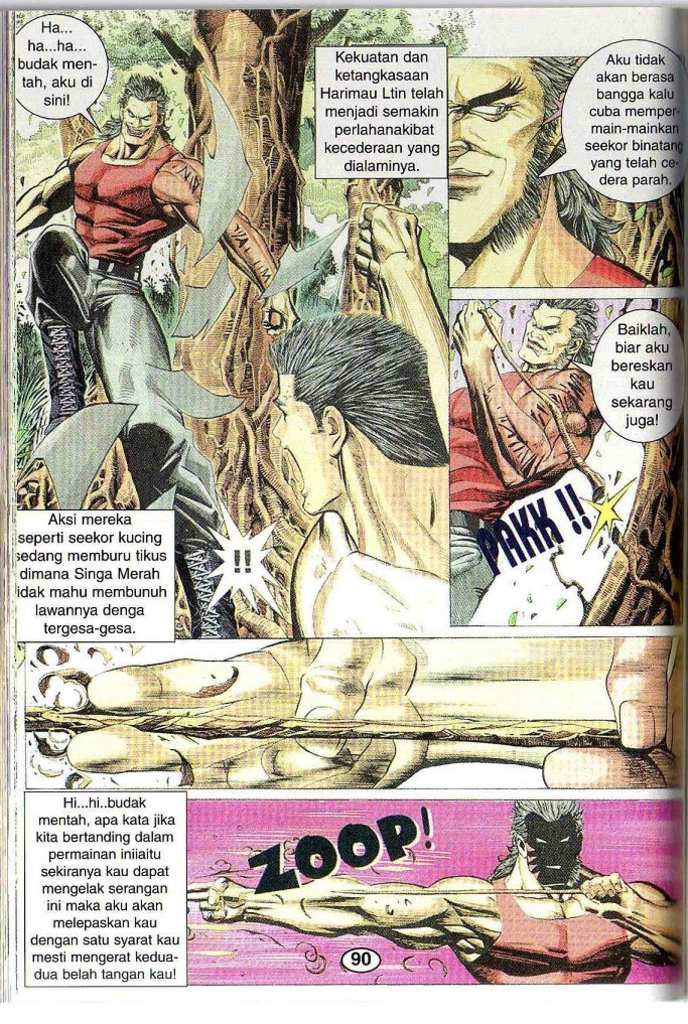 Ha...
ha...ha...
budak men-
tah, aku di
sini!
Kekuatan dan
ketangkasaan
Harimau Ltin telah
menjadi semakin
perlahanakibat
kecederaan yang
dialaminya.
Aku tidak
akan berasa
bangga kalu
cuba memper-
main-mainkan
seekor binatang
yang telah ce-
dera parah.
Baiklah,
biar aku
bereskan
kau
sekarang
juga!
PAKK !!
Aksi mereka
seperti seekor kucing
sedang memburu tikus
dimana Singa Merah
idak mahu membunuh
lawannya denga
tergesa-gesa.
!!
Hi...hi..budak
mentah, apa kata jika
kita bertanding dalam
permainan iniiaitu
sekiranya kau dapat
mengelak serangan
ini maka aku akan
melepaskan kau
dengan satu syarat kau
mesti mengerat kedua-
dua belah tangan kau!
ZOOP!
90